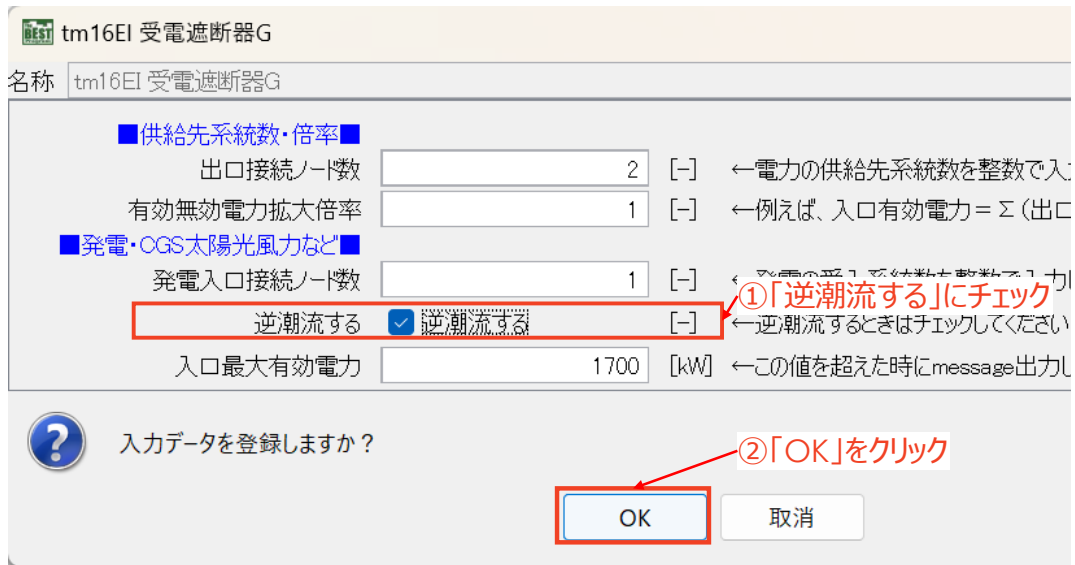 BEST tm16EI 受電遮断器G
名称 tm16EI 受電遮断器G
■供給先系統数・倍率■
出口接続ノード数 2 [-] ←電力の供給先系統数を整数で入
有効無効電力拡大倍率 1 [-] ←例えば、入口有効電力=Σ(出口
■発電・CGS太陽光風力など■
発電入口接続ノード数 1 [-]
①「逆潮流する」にチェック
逆潮流する 逆潮流する [-] ←逆潮流するときはチェックしてください
入口最大有効電力 1700 [kW] ←この値を超えた時にmessage出力し
入力データを登録しますか?
②「OK」をクリック
OK 取消